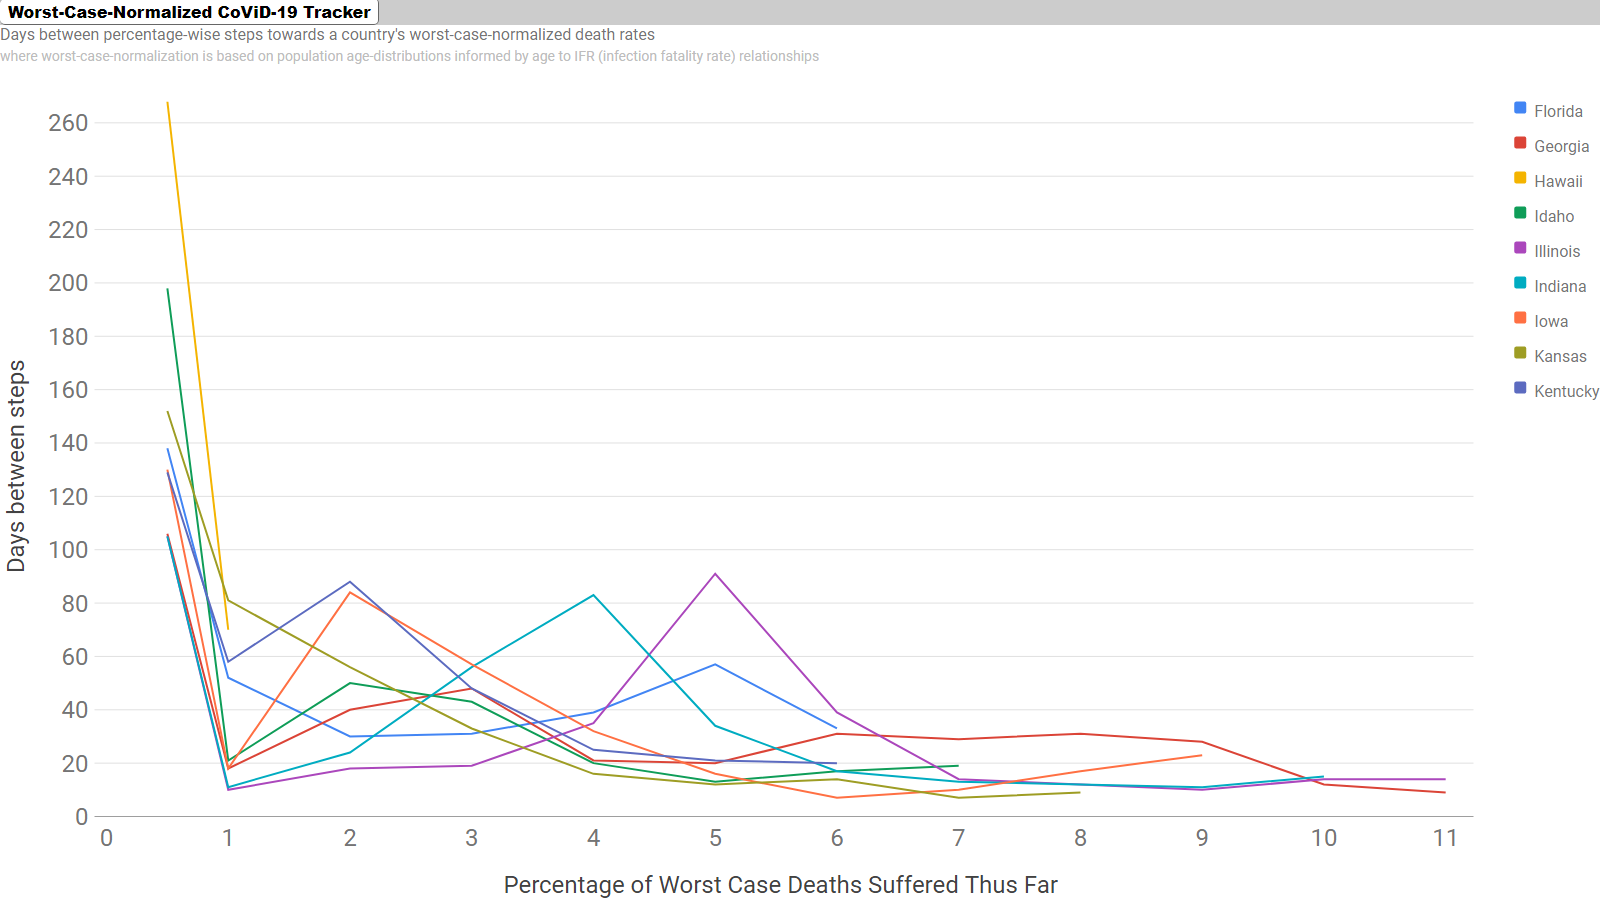 Worst-Case-Normalized CoViD-19 Tracker
Days between percentage-wise steps towards a country's worst-case-normalized death rates
where worst-case-normalization is based on population age-distributions informed by age to IFR (infection fatality rate) relationships
260
240
220
200
180
160
140
120
100
80
60
40
20
0
Days between steps
0 1 2 3 4 5 6 7 8 9 10 11
Percentage of Worst Case Deaths Suffered Thus Far
Florida
Georgia
Hawaii
Idaho
Illinois
Indiana
Iowa
Kansas
Kentucky